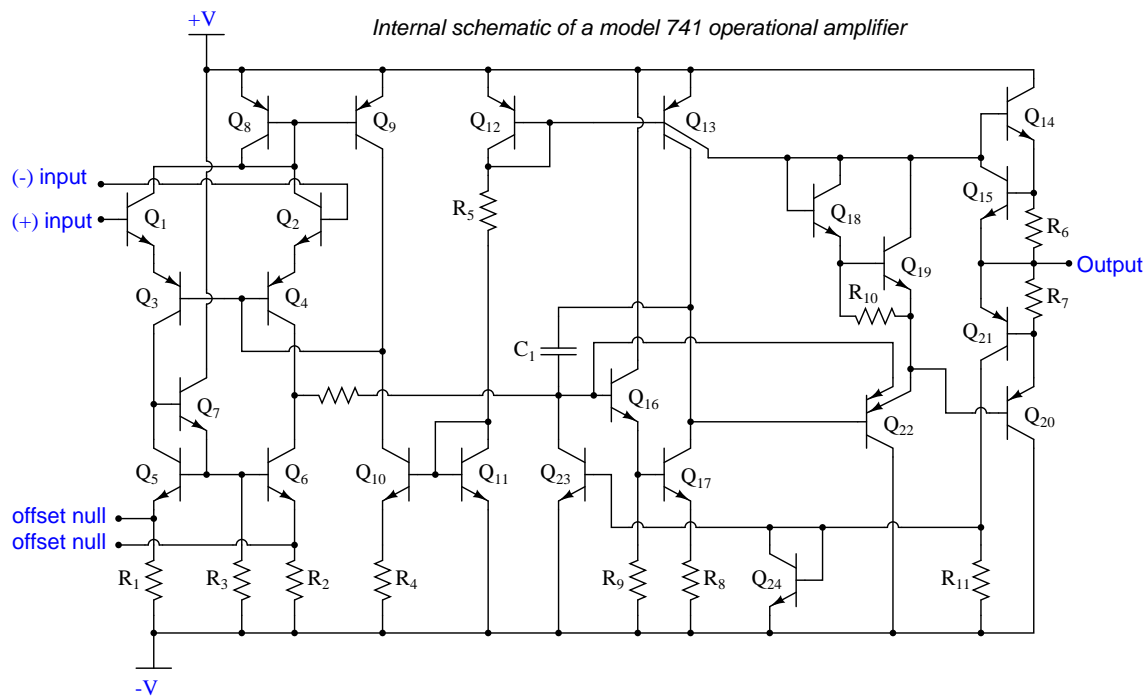 +V
Internal schematic of a model 741 operational amplifier
Q8
Q9
Q12
Q13
Q14
(-) input
(+) input
Q1
Q2
R5
Q18
Q15
R6
Q19
Output
Q3
Q4
R10
R7
C1
Q21
Q7
Q16
Q22
Q20
Q5
Q6
Q10
Q11
Q23
Q17
offset null
offset null
R1
R3
R2
R4
R9
R8
Q24
R11
-V